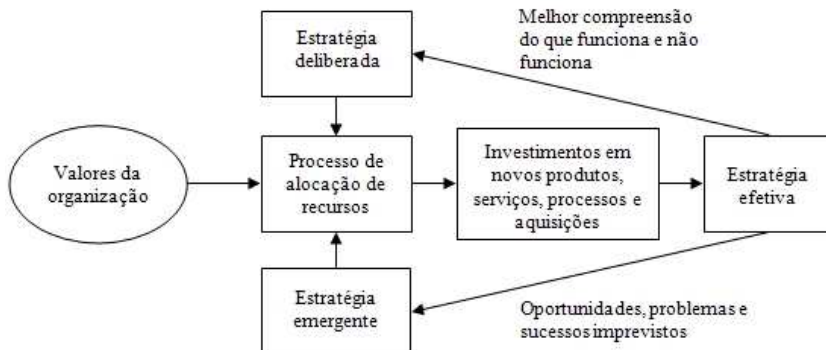 Melhor compreensão
do que funciona e não
funciona
Estratégia
deliberada
Valores da
organização
Processo de
alocação de
recursos
Investimentos em
novos produtos,
serviços, processos e
aquisições
Estratégia
efetiva
Estratégia
emergente
Oportunidades, problemas e
sucessos imprevistos